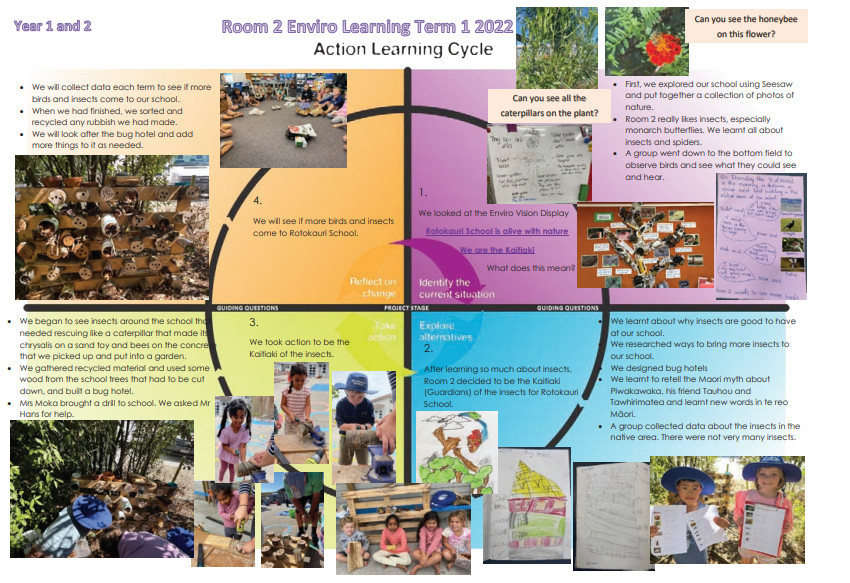 Year 1 and 2
Room 2 Enviro Learning Term 1 2022
Action Learning Cycle
Can you see the honeybee
on this flower?
Can you see all the
caterpillars on the plant?
• We will collect data each term to see if more
birds and insects come to our school.
• When we had finished, we sorted and
recycled any rubbish we had made.
• We will look after the bug hotel and add
more things to it as needed.
• First, we explored our school using Seesaw
and put together a collection of photos of
nature.
• Room 2 really likes insects, especially
monarch butterflies. We learnt all about
insects and spiders.
• A group went down to the bottom field to
observe birds and see what they could see
and hear.
4.
We will see if more birds and insects
come to Rotokauri School.
Reflect on
change
1.
We looked at the Enviro Vision Display
Rotokauri School is alive with nature
We are the Kaitiaki
What does this mean?
Identify the
current situation
GUIDING QUESTIONS
PROJECT STAGE
GUIDING QUESTIONS
• We began to see insects around the school tha
needed rescuing like a caterpillar that made its
chrysalis on a sand toy and bees on the concre
that we picked up and put into a garden.
• We gathered recycled material and used some
wood from the school trees that had to be cut
down, and built a bug hotel.
• Mrs Moka brought a drill to school. We asked Mr
Hans for help.
3.
We took action to be the
Kaitiaki of the insects.
Take
action
Explore
alternatives
2.
After learning so much about insects,
Room 2 decided to be the Kaitiaki
(Guardians) of the insects for Rotokauri
School.
• We learnt about why insects are good to have
at our school.
• We researched ways to bring more insects to
our school.
• We designed bug hotels
• We learnt to retell the Maori myth about
Piwakawaka, his friend Tauhou and
Tawhirimatea and learnt new words in te reo
Māori.
• A group collected data about the insects in the
native area. There were not very many insects.